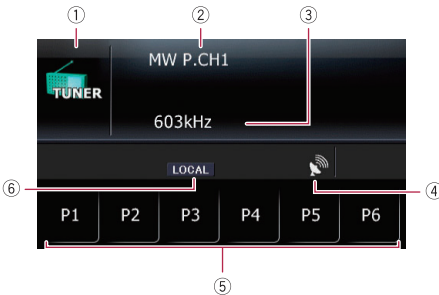 ① ② ③
MW P.CH1
TUNER
603kHz
LOCAL
⑥ ④
P1 P2 P3 P4 P5 P6
⑤